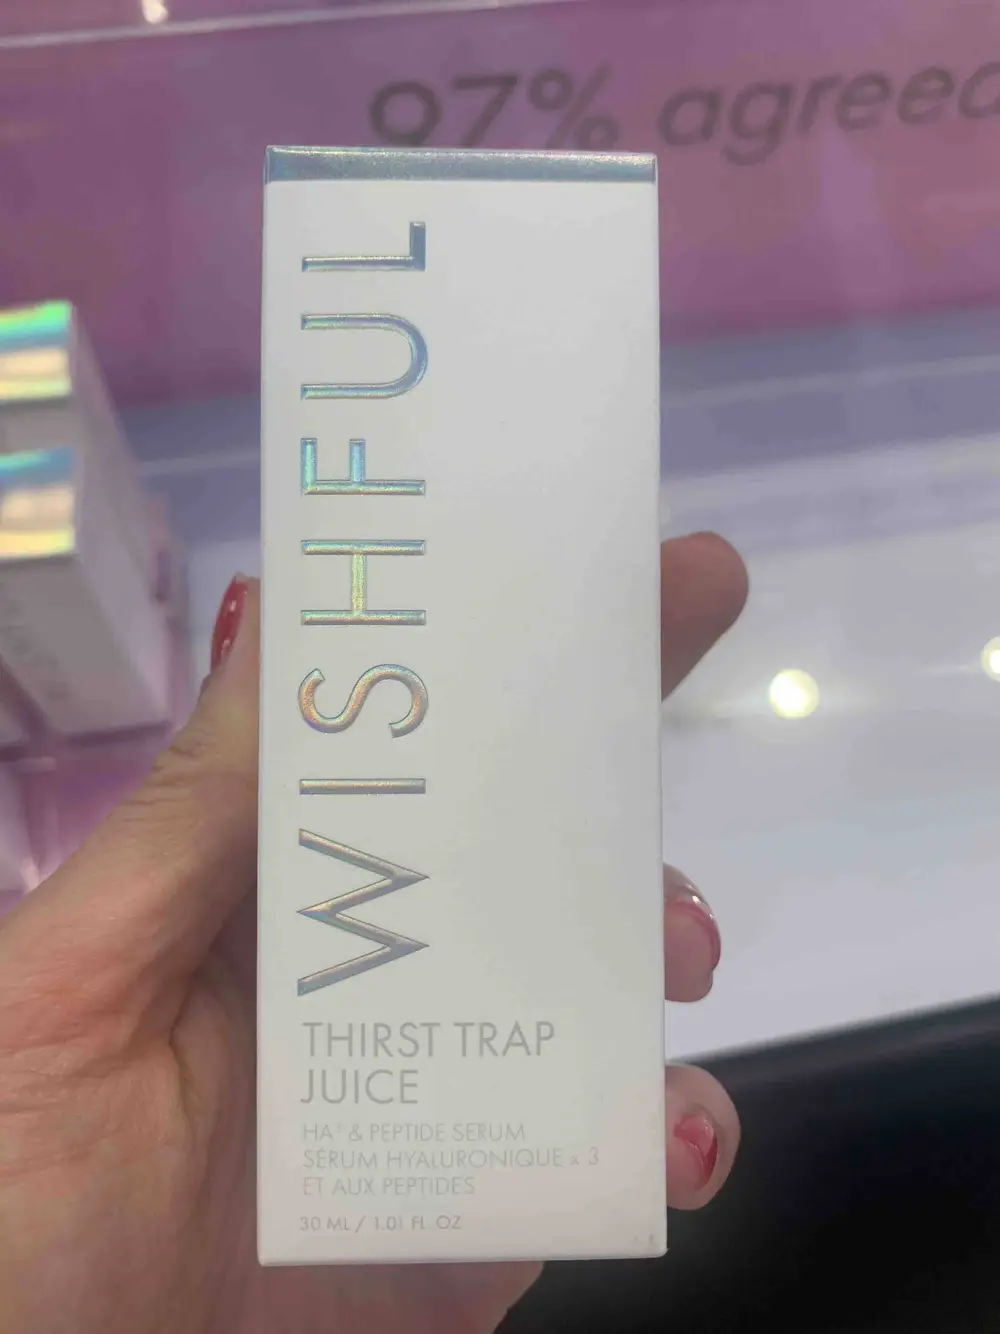 97% agreed
WISHFUL
THIRST TRAP
JUICE
HA³ & PEPTIDE SERUM
SÉRUM HYALURONIQUE x 3
ET AUX PEPTIDES
30 ML / 1.01 FL. OZ